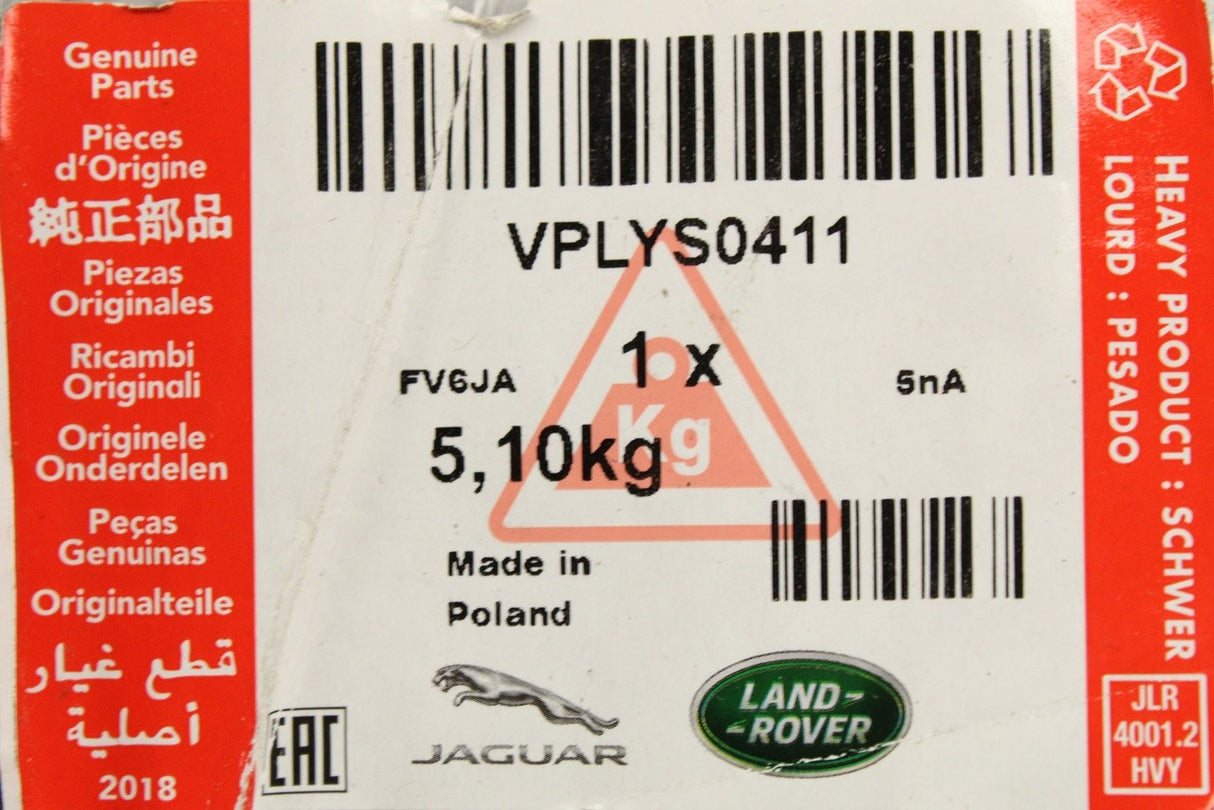 Genuine
Parts
Pièces
d'Origine
純正部品
Piezas
Originales
Ricambi
Originali
Originele
Onderdelen
Peças
Genuinas
Originalteile
قطع غيار
أصلية
2018
VPLYS0411
1 x
FV6JA
5nA
Kg
5,10kg
Made in
Poland
EAC
JAGUAR
LAND-
-ROVER
HEAVY PRODUCT : SCHWER
LOURD : PESADO
JLR
4001.2
HVY